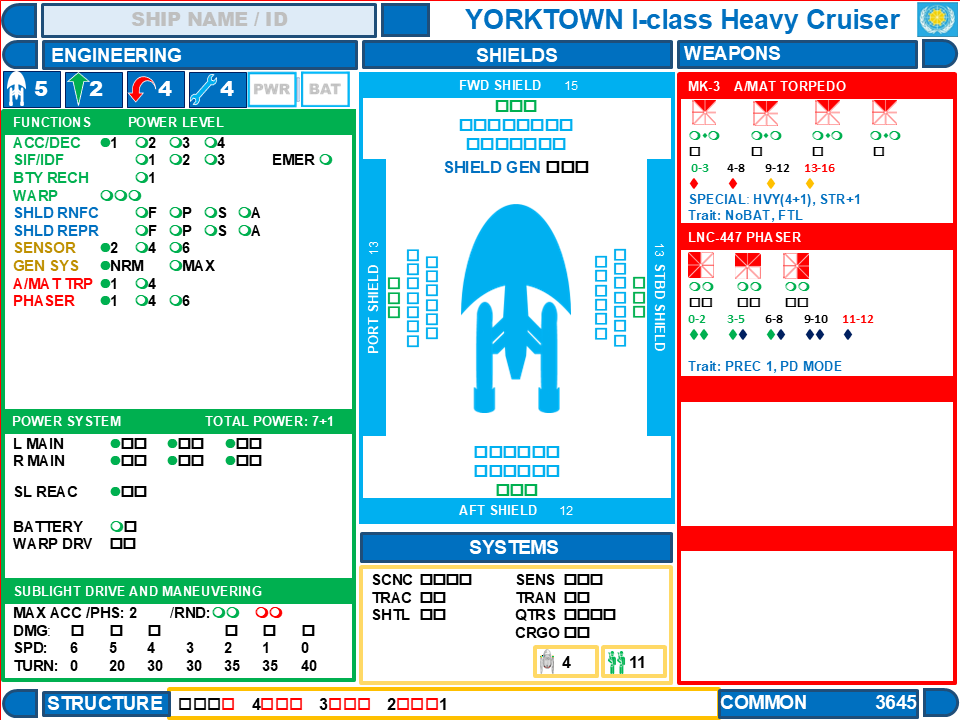 SHIP NAME / ID
YORKTOWN I-class Heavy Cruiser
ENGINEERING
5 2 4 4 PWR BAT
FUNCTIONS POWER LEVEL
ACC/DEC 1 2 3 4
SIF/IDF 1 2 3 EMER
BTY RECH 1
WARP
SHLD RNFC F P S A
SHLD REPR F P S A
SENSOR 2 4 6
GEN SYS NRM MAX
A/MAT TRP 1 4
PHASER 1 4 6
POWER SYSTEM TOTAL POWER: 7+1
L MAIN
R MAIN
SL REAC
BATTERY
WARP DRV
SUBLIGHT DRIVE AND MANEUVERING
MAX ACC /PHS: 2 /RND:
DMG:
SPD: 6 5 4 3 2 1 0
TURN: 0 20 30 30 35 35 40
SHIELDS
FWD SHIELD 15
SHIELD GEN
PORT SHIELD 13
13 STBD SHIELD
AFT SHIELD 12
SYSTEMS
SCNC SENS
TRAC TRAN
SHTL QTRS
CRGO
4 11
WEAPONS
MK-3 A/MAT TORPEDO
0-3 4-8 9-12 13-16
SPECIAL: HVY(4+1), STR+1
Trait: NoBAT, FTL
LNC-447 PHASER
0-2 3-5 6-8 9-10 11-12
Trait: PREC 1, PD MODE
STRUCTURE 4 3 2 1
COMMON 3645